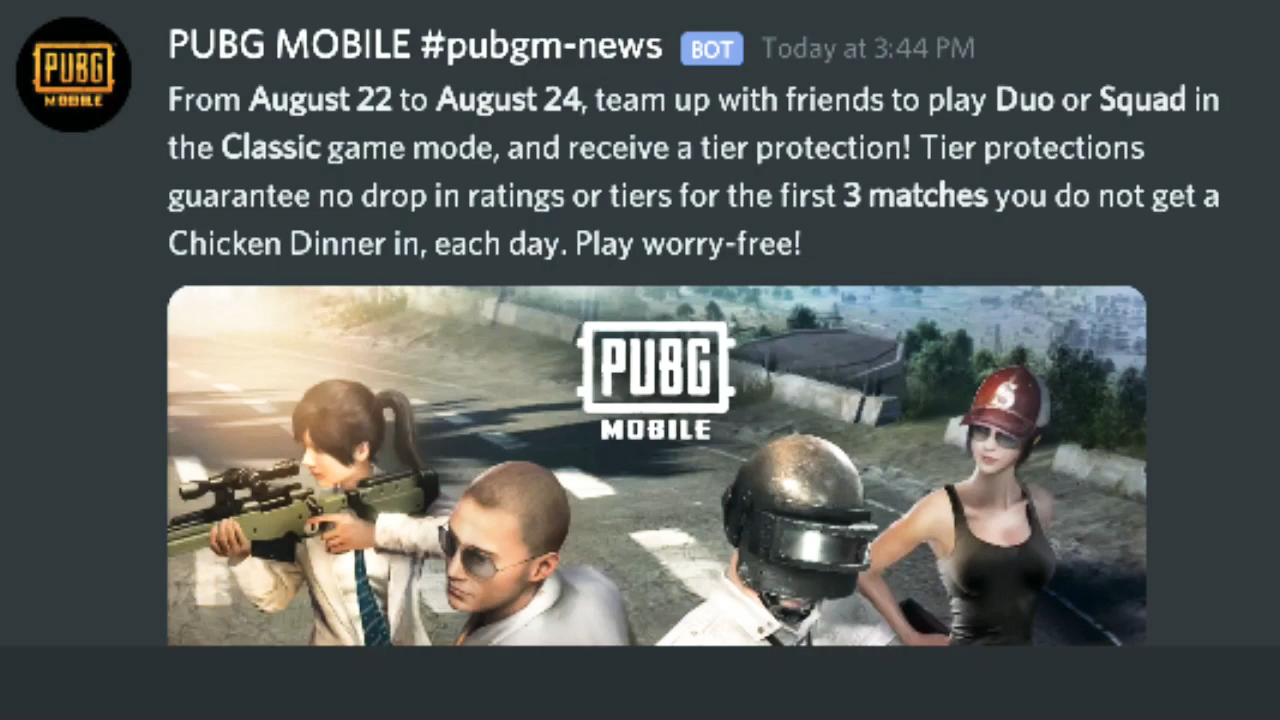 PUBG
MOBILE
PUBG MOBILE #pubgm-news BOT Today at 3:44 PM
From August 22 to August 24, team up with friends to play Duo or Squad in
the Classic game mode, and receive a tier protection! Tier protections
guarantee no drop in ratings or tiers for the first 3 matches you do not get a
Chicken Dinner in, each day. Play worry-free!
PUBG
MOBILE
S